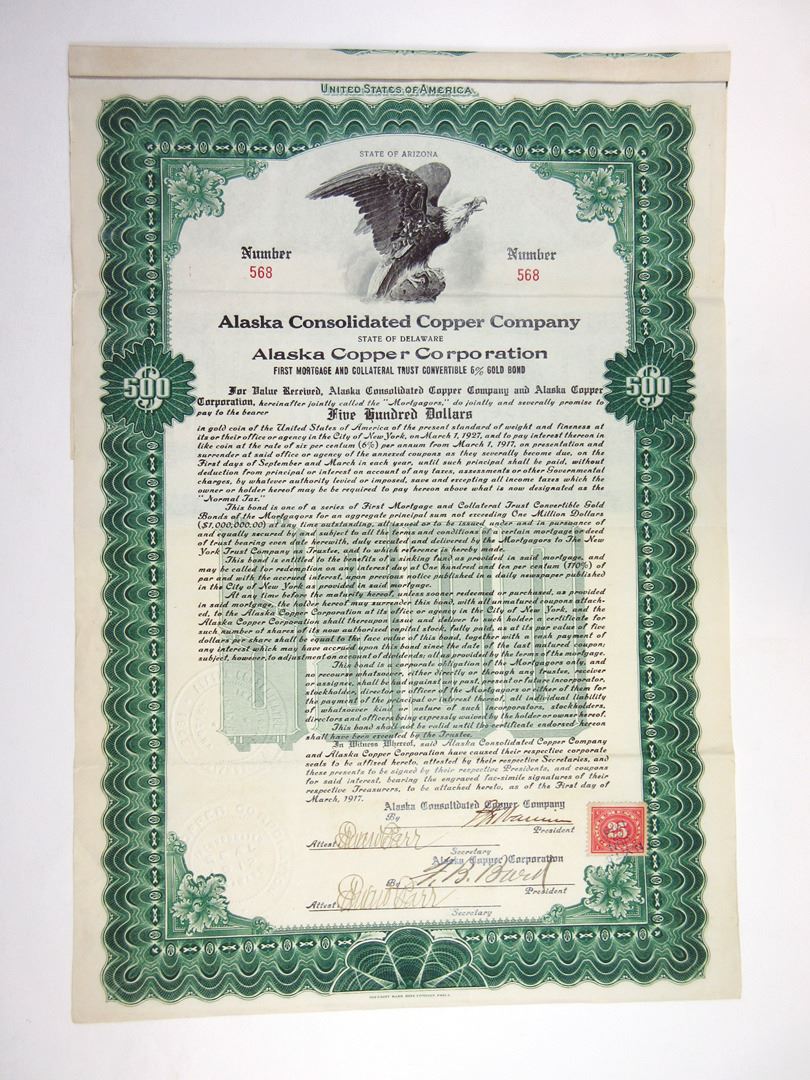 UNITED STATES OF AMERICA
STATE OF ARIZONA
Number Number
568 568
Alaska Consolidated Copper Company
STATE OF DELAWARE
Alaska Copper Corporation
FIRST MORTGAGE AND COLLATERAL TRUST CONVERTIBLE 6% GOLD BOND
500 500
For Value Received, Alaska Consolidated Copper Company and Alaska Copper
Corporation, hereinafter jointly called the "Mortgagors," do jointly and severally promise to
pay to the bearer Five Hundred Dollars
in gold coin of the United States of America of the present standard of weight and fineness at
its or their office or agency in the City of New York, on March 1, 1927, and to pay interest thereon in
like coin at the rate of six per centum (6%) per annum from March 1, 1917, on presentation and
surrender at said office or agency of the annexed coupons as they severally become due, on the
First days of September and March in each year, until such principal shall be paid, without
deduction from principal or interest on account of any taxes, assessments or other Governmental
charges, by whatever authority levied or imposed, save and excepting all income taxes which the
owner or holder hereof may be required to pay hereon above what is now designated as the
"Normal Tax."
This bond is one of a series of First Mortgage and Collateral Trust Convertible Gold
Bonds of the Mortgagors for an aggregate principal sum not exceeding One Million Dollars
($1,000,000.00) at any time outstanding, all issued or to be issued under and in pursuance of
and equally secured by and subject to all the terms and conditions of a certain mortgage or deed
of trust bearing even date herewith, duly executed and delivered by the Mortgagors to The New
York Trust Company as Trustee, and to which reference is hereby made.
This bond is entitled to the benefits of a sinking fund as provided in said mortgage, and
may be called for redemption on any interest day at One hundred and ten per centum (110%) of
par and with the accrued interest, upon previous notice published in a daily newspaper published
in the City of New York as provided in said mortgage.
At any time before the maturity hereof, unless sooner redeemed or purchased, as provided
in said mortgage, the holder hereof may surrender this bond, with all unmatured coupons attach-
ed, to the Alaska Copper Corporation at its office or agency in the City of New York, and the
Alaska Copper Corporation shall thereupon issue and deliver to such holder a certificate for
such number of shares of its now authorized capital stock, fully paid, as at its par value of five
dollars per share shall be equal to the face value of this bond, together with a cash payment of
any interest which may have accrued upon this bond since the date of the last matured coupon;
subject, however, to adjustment on account of dividends; all as provided by the terms of the mortgage.
This bond is a corporate obligation of the Mortgagors only, and
no recourse whatsoever, either directly or through any trustee, receiver
or assignee, shall be had against any past, present or future incorporator,
stockholder, director or officer of the Mortgagors or either of them for
the payment of the principal or interest thereof, all individual liability
of whatsoever kind or nature of such incorporators, stockholders,
directors and officers being expressly waived by the holder or owner hereof.
This bond shall not be valid until the certificate endorsed hereon
shall have been executed by the Trustee.
In Witness Whereof, said Alaska Consolidated Copper Company
and Alaska Copper Corporation have caused their respective corporate
seals to be affixed hereto, attested by their respective Secretaries, and
these presents to be signed by their respective Presidents, and coupons
for said interest, bearing the engraved fac-simile signatures of their
respective Treasurers, to be attached hereto, as of the First day of
March, 1917.
Alaska Consolidated Copper Company
By
President
Attest David Carr
Secretary
25
Alaska Copper Corporation
By
President
Attest David Carr
Secretary